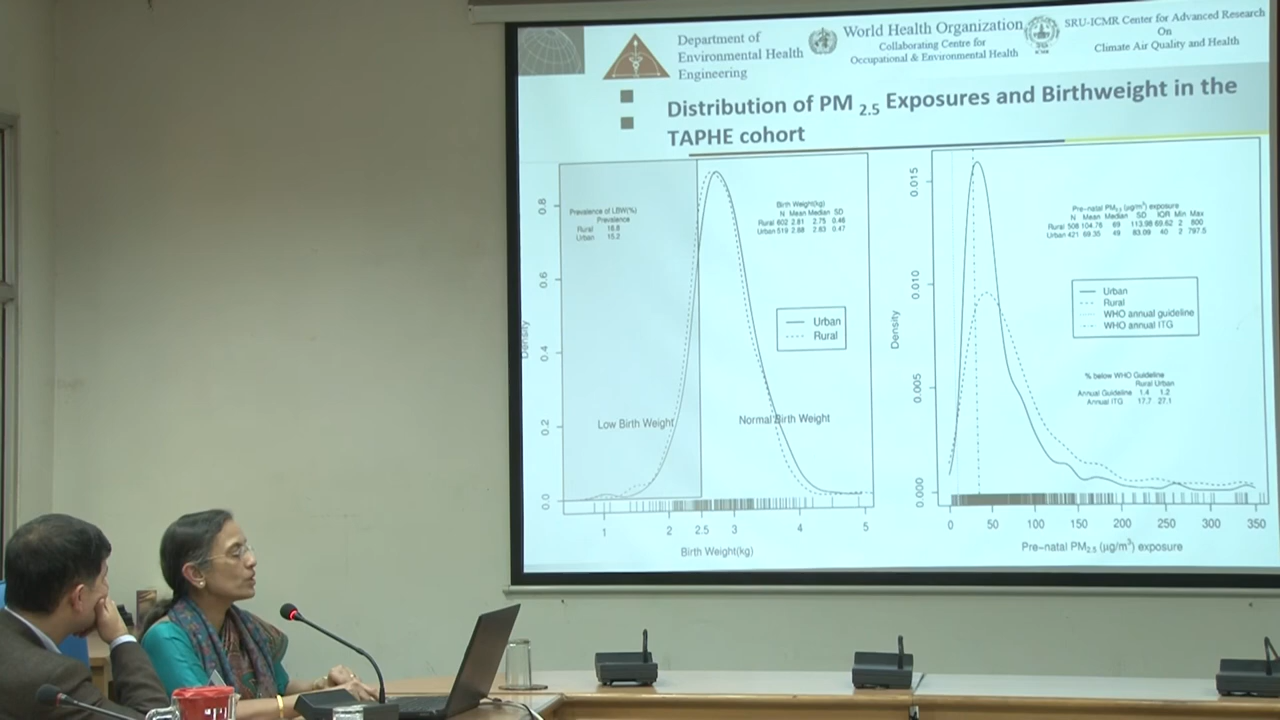 Department of
Environmental Health
Engineering
World Health Organization
Collaborating Centre for
Occupational & Environmental Health
SRU-ICMR Center for Advanced Research
On
Climate Air Quality and Health
Distribution of PM 2.5 Exposures and Birthweight in the
TAPHE cohort
Prevalence of LBW(%)
Prevalence
Rural 18.8
Urban 15.2
Birth Weight(kg)
N Mean Median SD
Rural 602 2.81 2.75 0.48
Urban 519 2.88 2.83 0.47
Urban
Rural
Low Birth Weight
Normal Birth Weight
Density
0.8
0.6
0.4
0.2
0.0
1 2 2.5 3 4 5
Birth Weight(kg)
Pre-natal PM2.5 (µg/m³) exposure
N Mean Median SD IQR Min Max
Rural 508 104.78 69 113.98 69.62 2 800
Urban 421 69.35 49 83.09 40 2 797.5
Urban
Rural
WHO annual guideline
WHO annual ITG
% below WHO Guideline
Rural Urban
Annual Guideline 1.4 1.2
Annual ITG 17.7 27.1
Density
0.015
0.010
0.005
0.000
0 50 100 150 200 250 300 350
Pre-natal PM2.5 (µg/m³) exposure